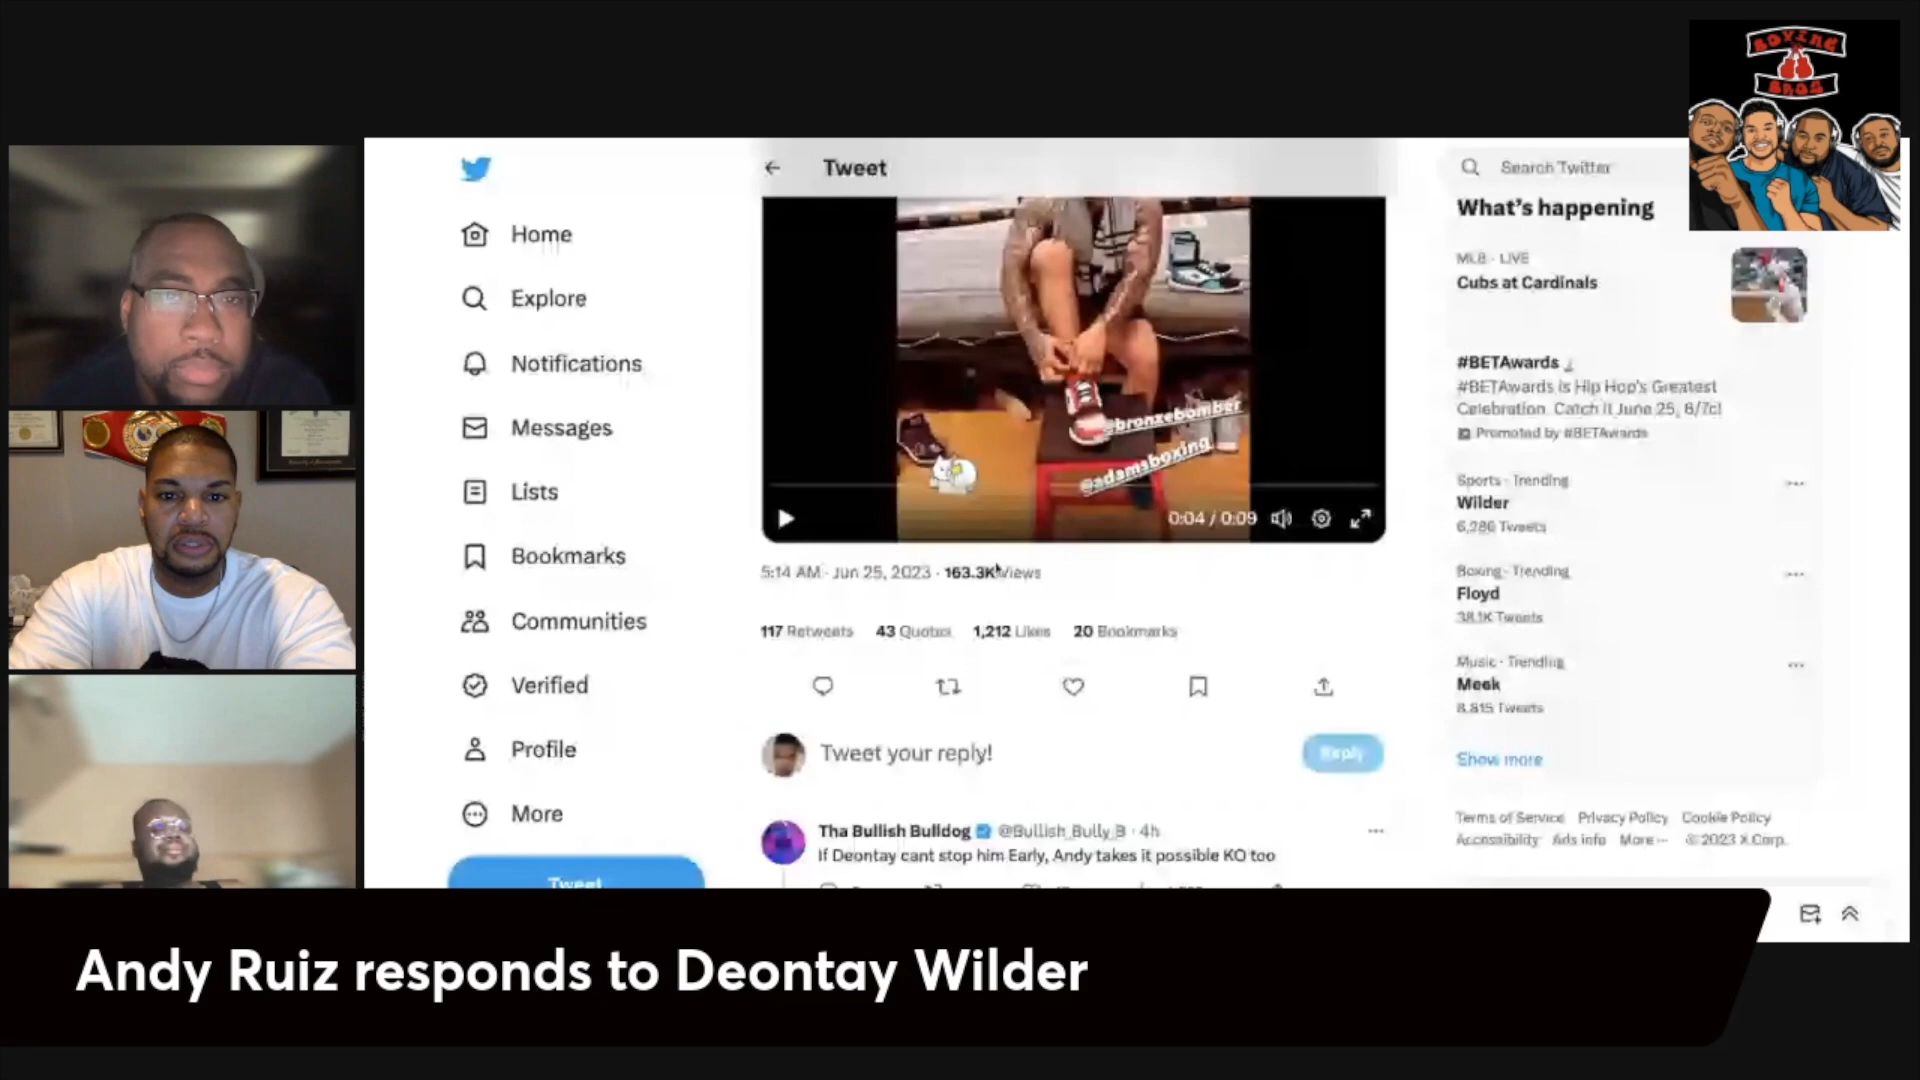 BOXING
BROS
Tweet
Search Twitter
What's happening
Home
Explore
Notifications
Messages
Lists
Bookmarks
Communities
Verified
Profile
More
Tweet
@bronzebomber
@adamsboxing
0:04 / 0:09
5:14 AM · Jun 25, 2023 · 163.3K Views
117 Retweets 43 Quotes 1,212 Likes 20 Bookmarks
Tweet your reply!
Reply
Tha Bullish Bulldog @Bullish_Bully_B · 4h
If Deontay cant stop him Early, Andy takes it possible KO too
MLB · LIVE
Cubs at Cardinals
#BETAwards
#BETAwards is Hip Hop's Greatest
Celebration. Catch it June 25, 8/7c!
Promoted by #BETAwards
Sports · Trending
Wilder
6,286 Tweets
Boxing · Trending
Floyd
38.1K Tweets
Music · Trending
Meek
8,815 Tweets
Show more
Terms of Service Privacy Policy Cookie Policy
Accessibility Ads info More ··· © 2023 X Corp.
Andy Ruiz responds to Deontay Wilder